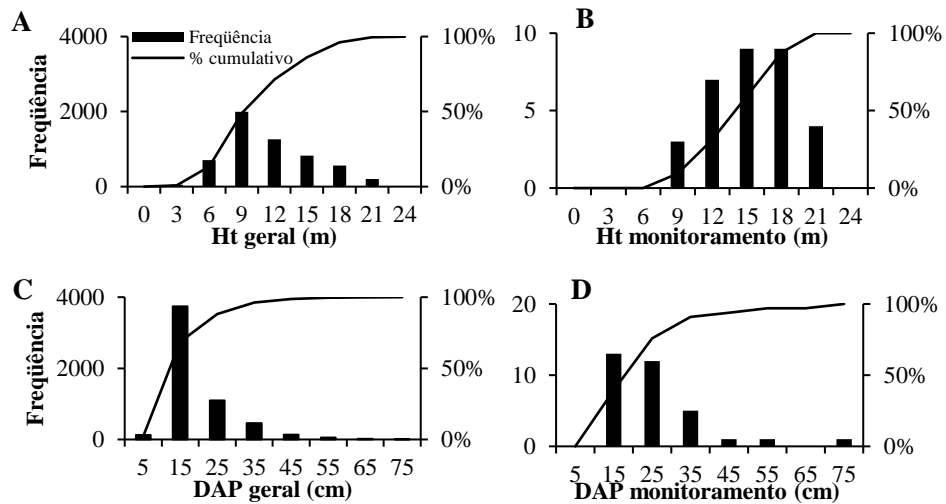 A
B
Freqüência
% cumulativo
Freqüência
4000
2000
0
100%
50%
0%
0 3 6 9 12 15 18 21 24
Ht geral (m)
10
5
0
100%
50%
0%
0 3 6 9 12 15 18 21 24
Ht monitoramento (m)
C
D
Freqüência
4000
2000
0
100%
50%
0%
5 15 25 35 45 55 65 75
DAP geral (cm)
20
10
0
100%
50%
0%
5 15 25 35 45 55 65 75
DAP monitoramento (cm)